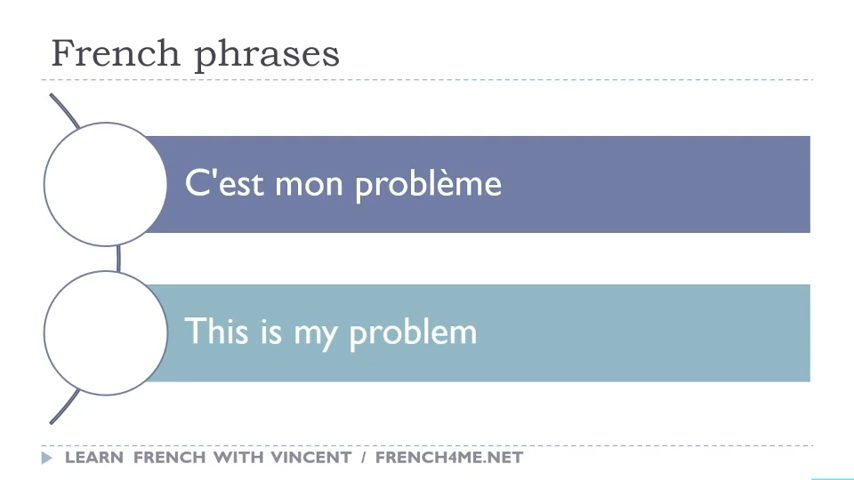 French phrases
C'est mon problème
This is my problem
LEARN FRENCH WITH VINCENT / FRENCH4ME.NET